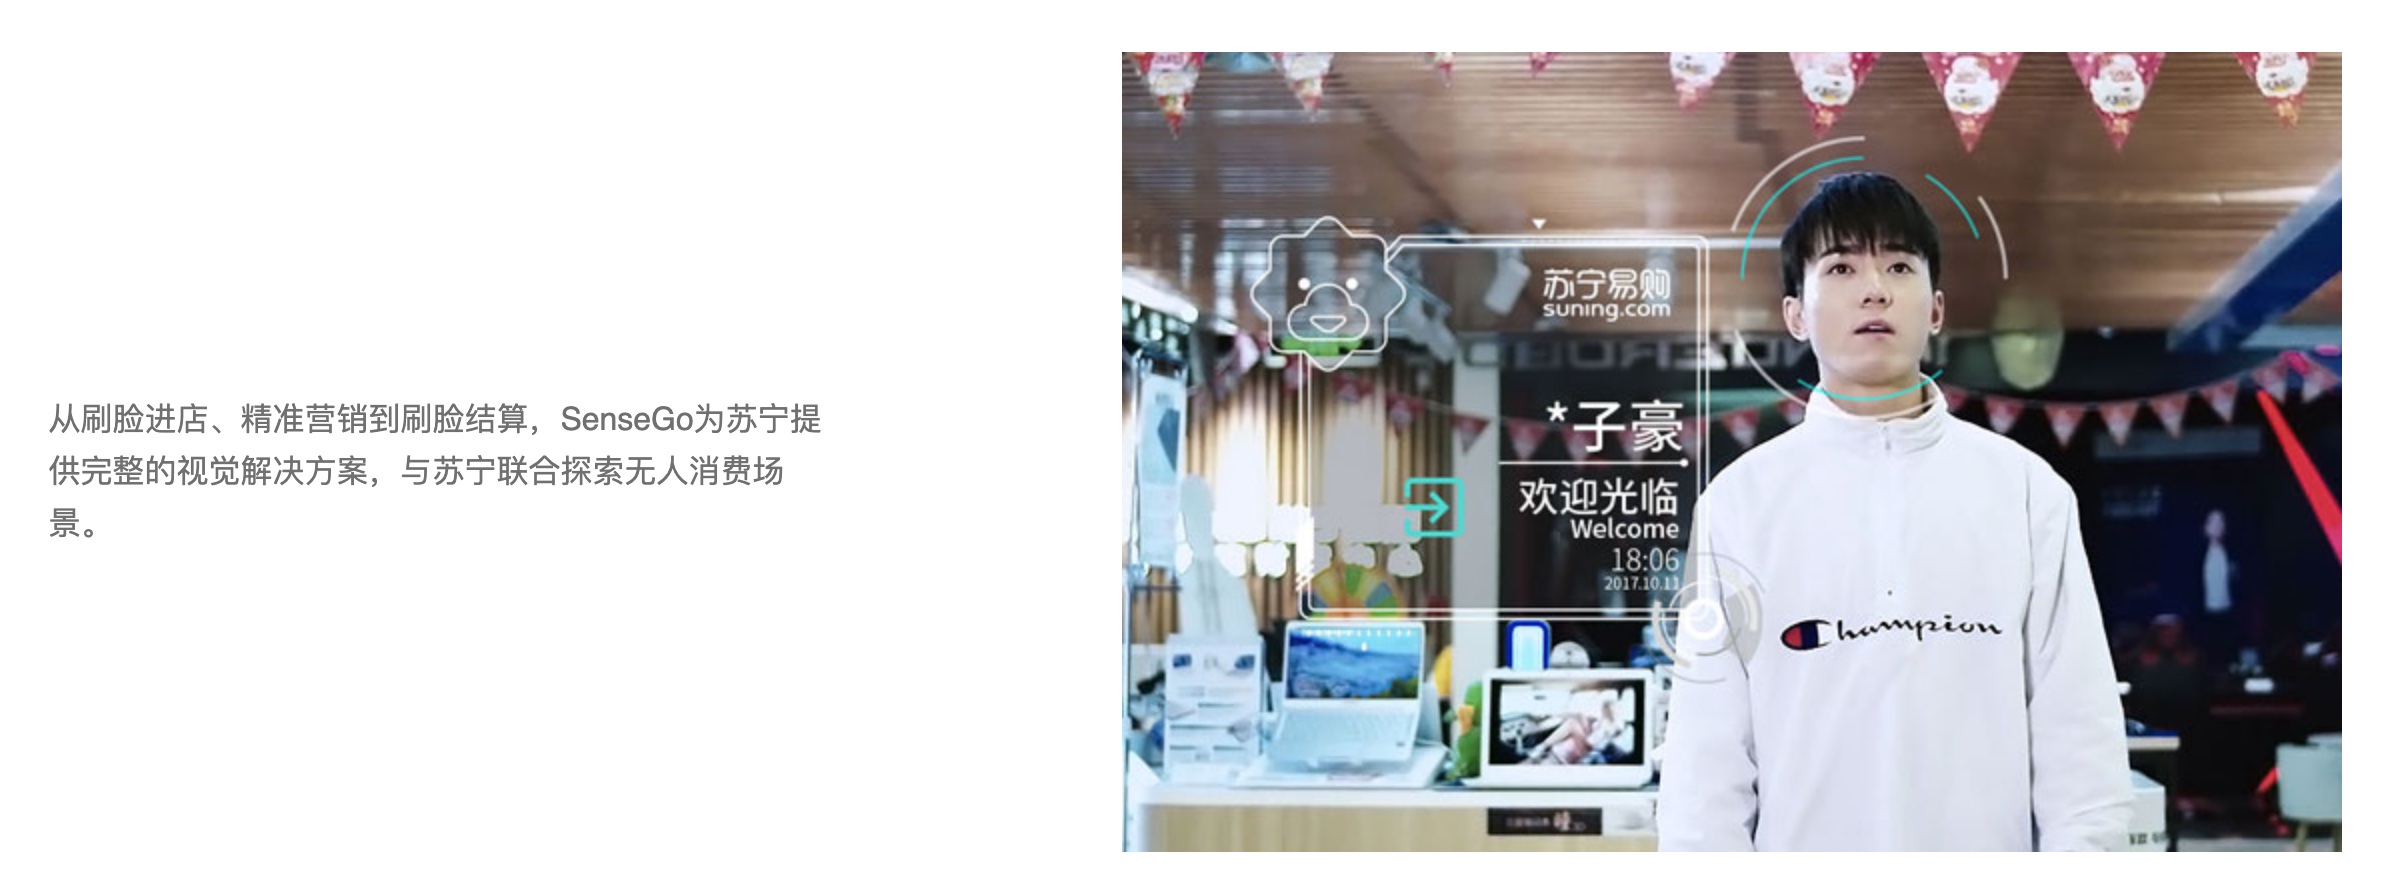 从刷脸进店、精准营销到刷脸结算，SenseGo为苏宁提
供完整的视觉解决方案，与苏宁联合探索无人消费场
景。
苏宁易购
suning.com
*子豪
欢迎光临
Welcome
18:06
2017.10.11
Champion